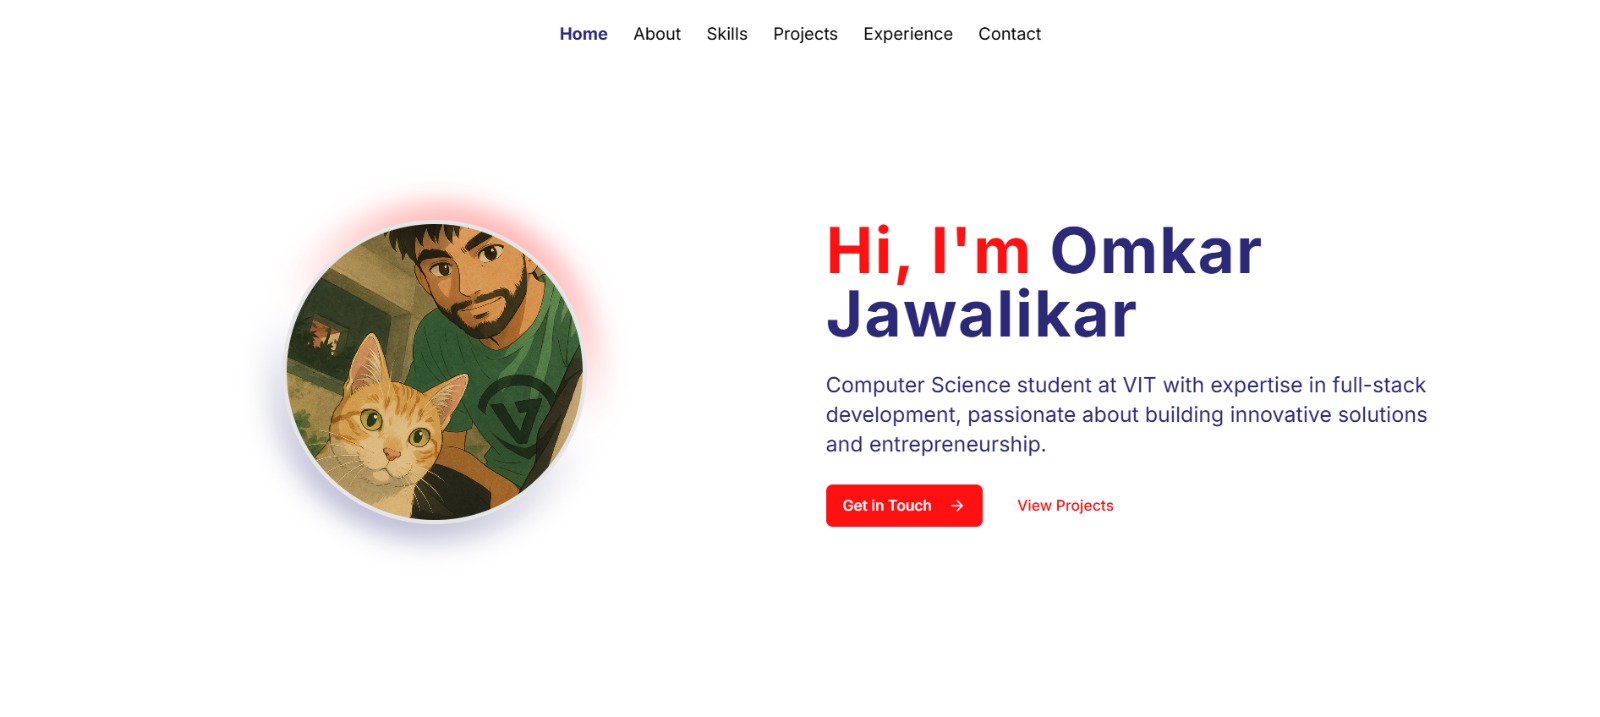 Home About Skills Projects Experience Contact
Hi, I'm Omkar
Jawalikar
Computer Science student at VIT with expertise in full-stack
development, passionate about building innovative solutions
and entrepreneurship.
Get in Touch → View Projects